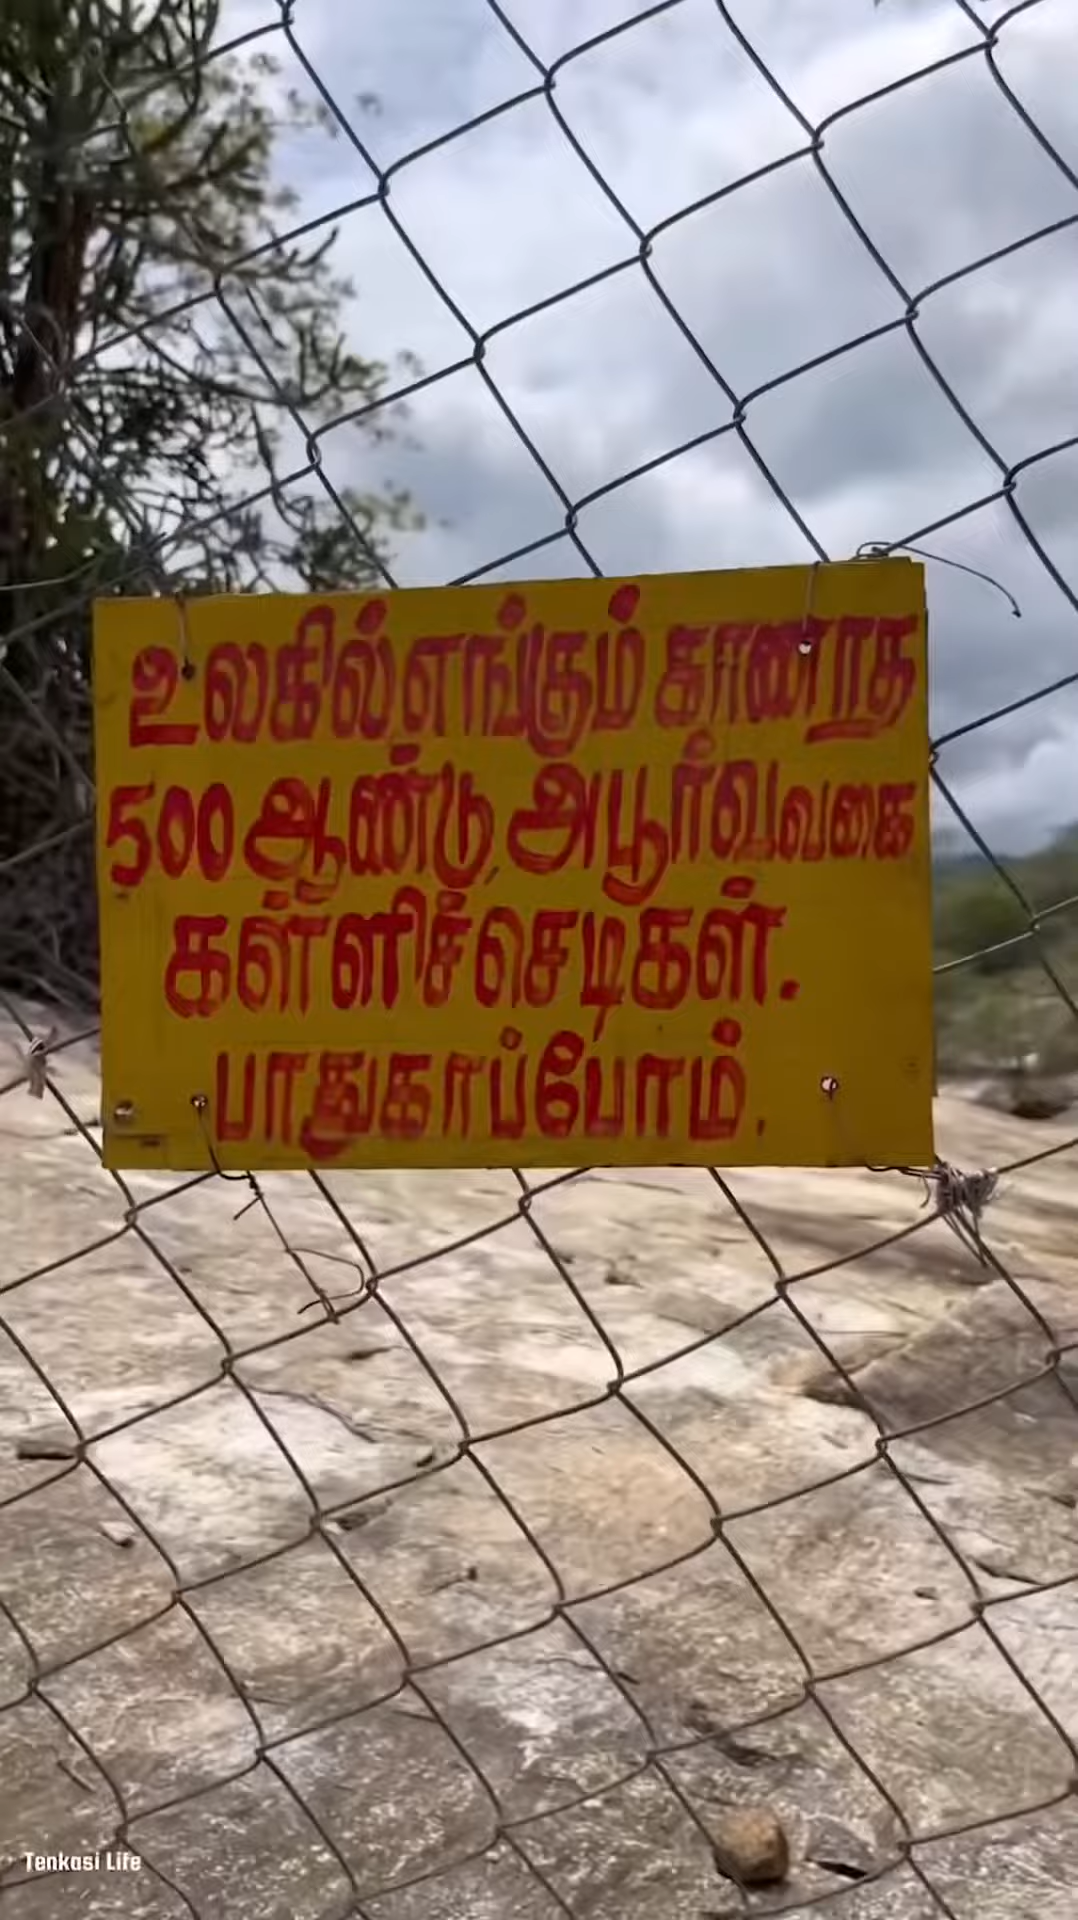 உலகில் எங்கும் காணாத
500 ஆண்டு அபூர்வவகை
கள்ளிச்செடிகள்.
பாதுகாப்போம்.
Tenkasi Life